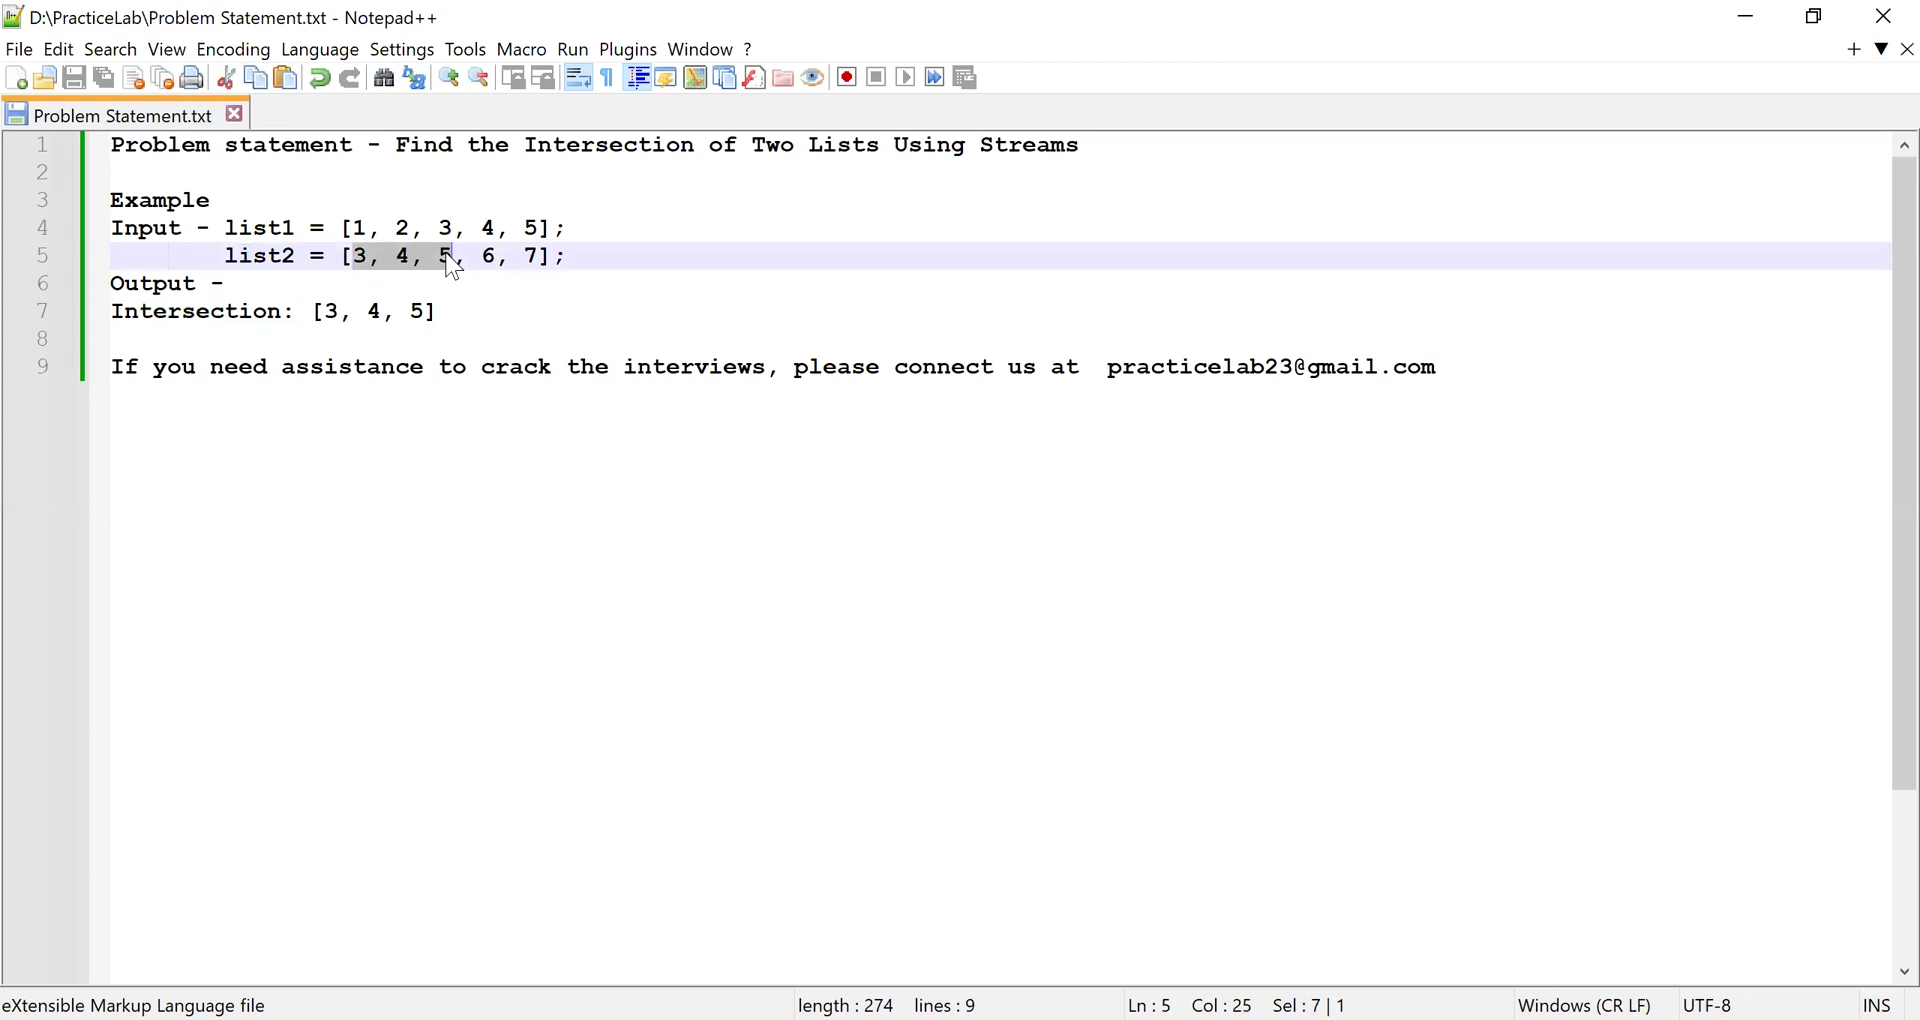 D:\PracticeLab\Problem Statement.txt - Notepad++
File Edit Search View Encoding Language Settings Tools Macro Run Plugins Window ?
Problem Statement.txt
1 Problem statement - Find the Intersection of Two Lists Using Streams
2
3 Example
4 Input - list1 = [1, 2, 3, 4, 5];
5 list2 = [3, 4, 5, 6, 7];
6 Output -
7 Intersection: [3, 4, 5]
8
9 If you need assistance to crack the interviews, please connect us at practicelab23@gmail.com
eXtensible Markup Language file length : 274 lines : 9 Ln : 5 Col : 25 Sel : 7 | 1 Windows (CR LF) UTF-8 INS